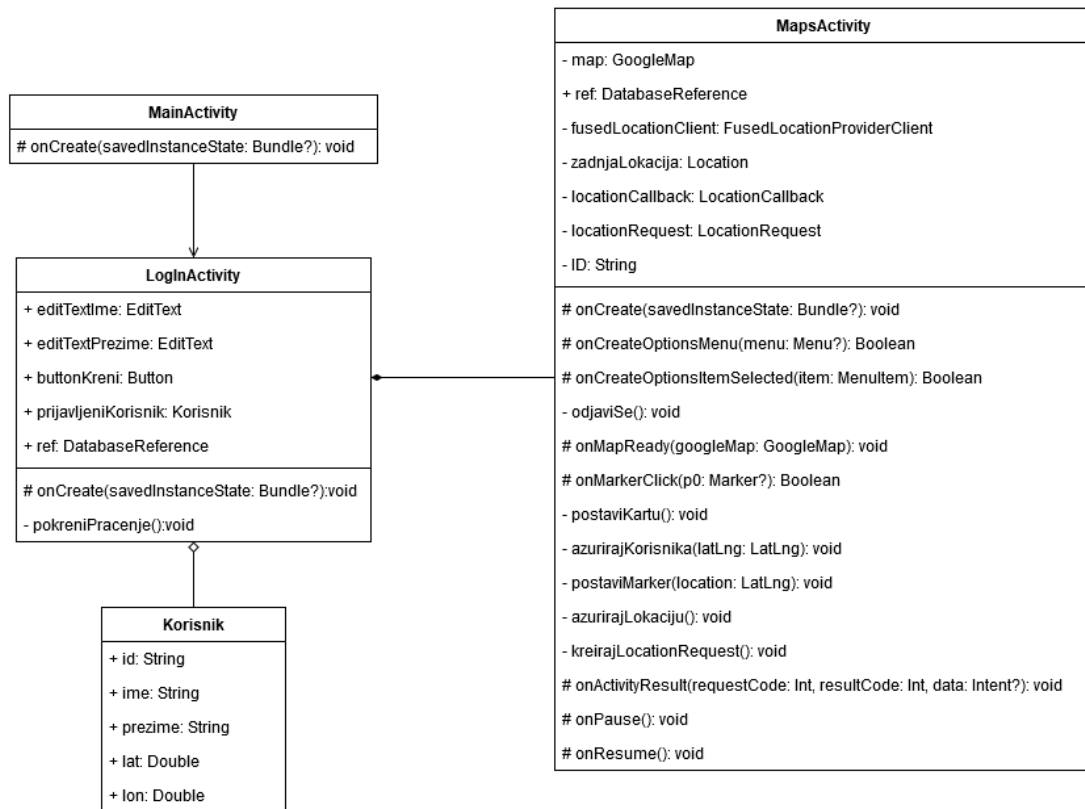 MainActivity
# onCreate(savedInstanceState: Bundle?): void
LogInActivity
+ editTextIme: EditText
+ editTextPrezime: EditText
+ buttonKreni: Button
+ prijavljeniKorisnik: Korisnik
+ ref: DatabaseReference
# onCreate(savedInstanceState: Bundle?):void
- pokreniPracenje():void
Korisnik
+ id: String
+ ime: String
+ prezime: String
+ lat: Double
+ lon: Double
MapsActivity
- map: GoogleMap
+ ref: DatabaseReference
- fusedLocationClient: FusedLocationProviderClient
- zadnjaLokacija: Location
- locationCallback: LocationCallback
- locationRequest: LocationRequest
- ID: String
# onCreate(savedInstanceState: Bundle?): void
# onCreateOptionsMenu(menu: Menu?): Boolean
# onCreateOptionsItemSelected(item: MenuItem): Boolean
- odjaviSe(): void
# onMapReady(googleMap: GoogleMap): void
# onMarkerClick(p0: Marker?): Boolean
- postaviKartu(): void
- azurirajKorisnika(latLng: LatLng): void
- postaviMarker(location: LatLng): void
- azurirajLokaciju(): void
- kreirajLocationRequest(): void
# onActivityResult(requestCode: Int, resultCode: Int, data: Intent?): void
# onPause(): void
# onResume(): void